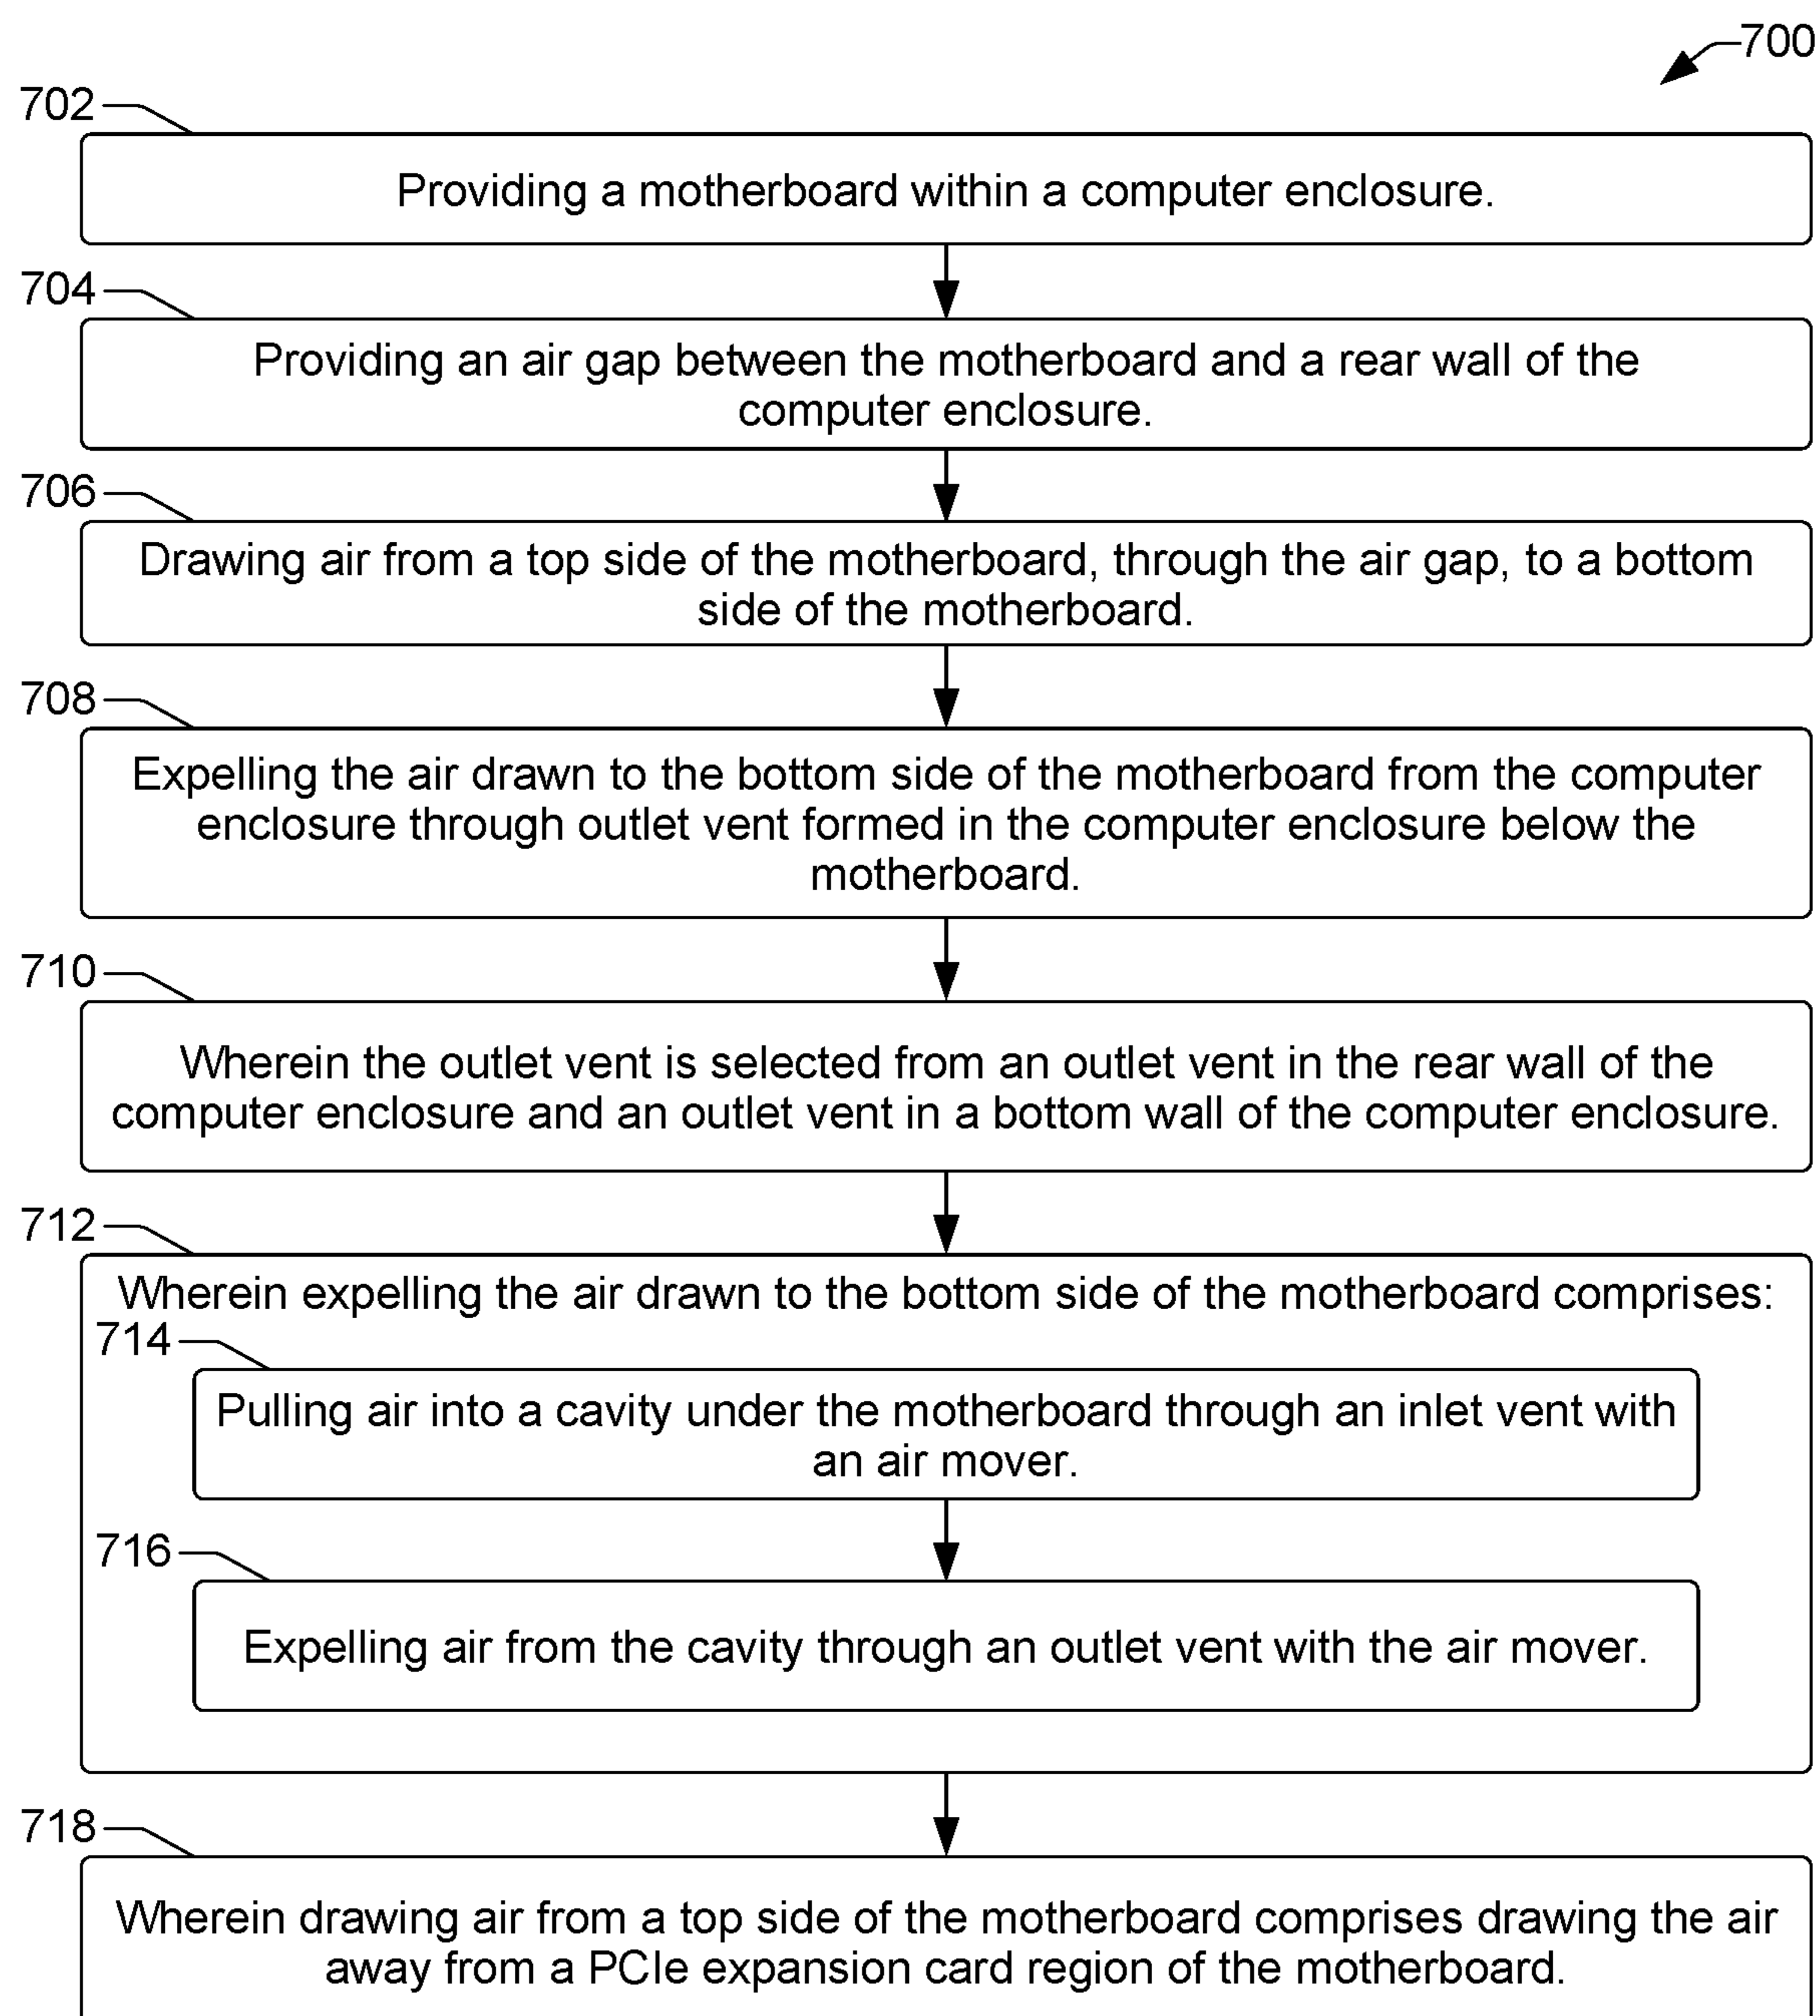 700
702
Providing a motherboard within a computer enclosure.
704
Providing an air gap between the motherboard and a rear wall of the
computer enclosure.
706
Drawing air from a top side of the motherboard, through the air gap, to a bottom
side of the motherboard.
708
Expelling the air drawn to the bottom side of the motherboard from the computer
enclosure through outlet vent formed in the computer enclosure below the
motherboard.
710
Wherein the outlet vent is selected from an outlet vent in the rear wall of the
computer enclosure and an outlet vent in a bottom wall of the computer enclosure.
712
Wherein expelling the air drawn to the bottom side of the motherboard comprises:
714
Pulling air into a cavity under the motherboard through an inlet vent with
an air mover.
716
Expelling air from the cavity through an outlet vent with the air mover.
718
Wherein drawing air from a top side of the motherboard comprises drawing the air
away from a PCIe expansion card region of the motherboard.